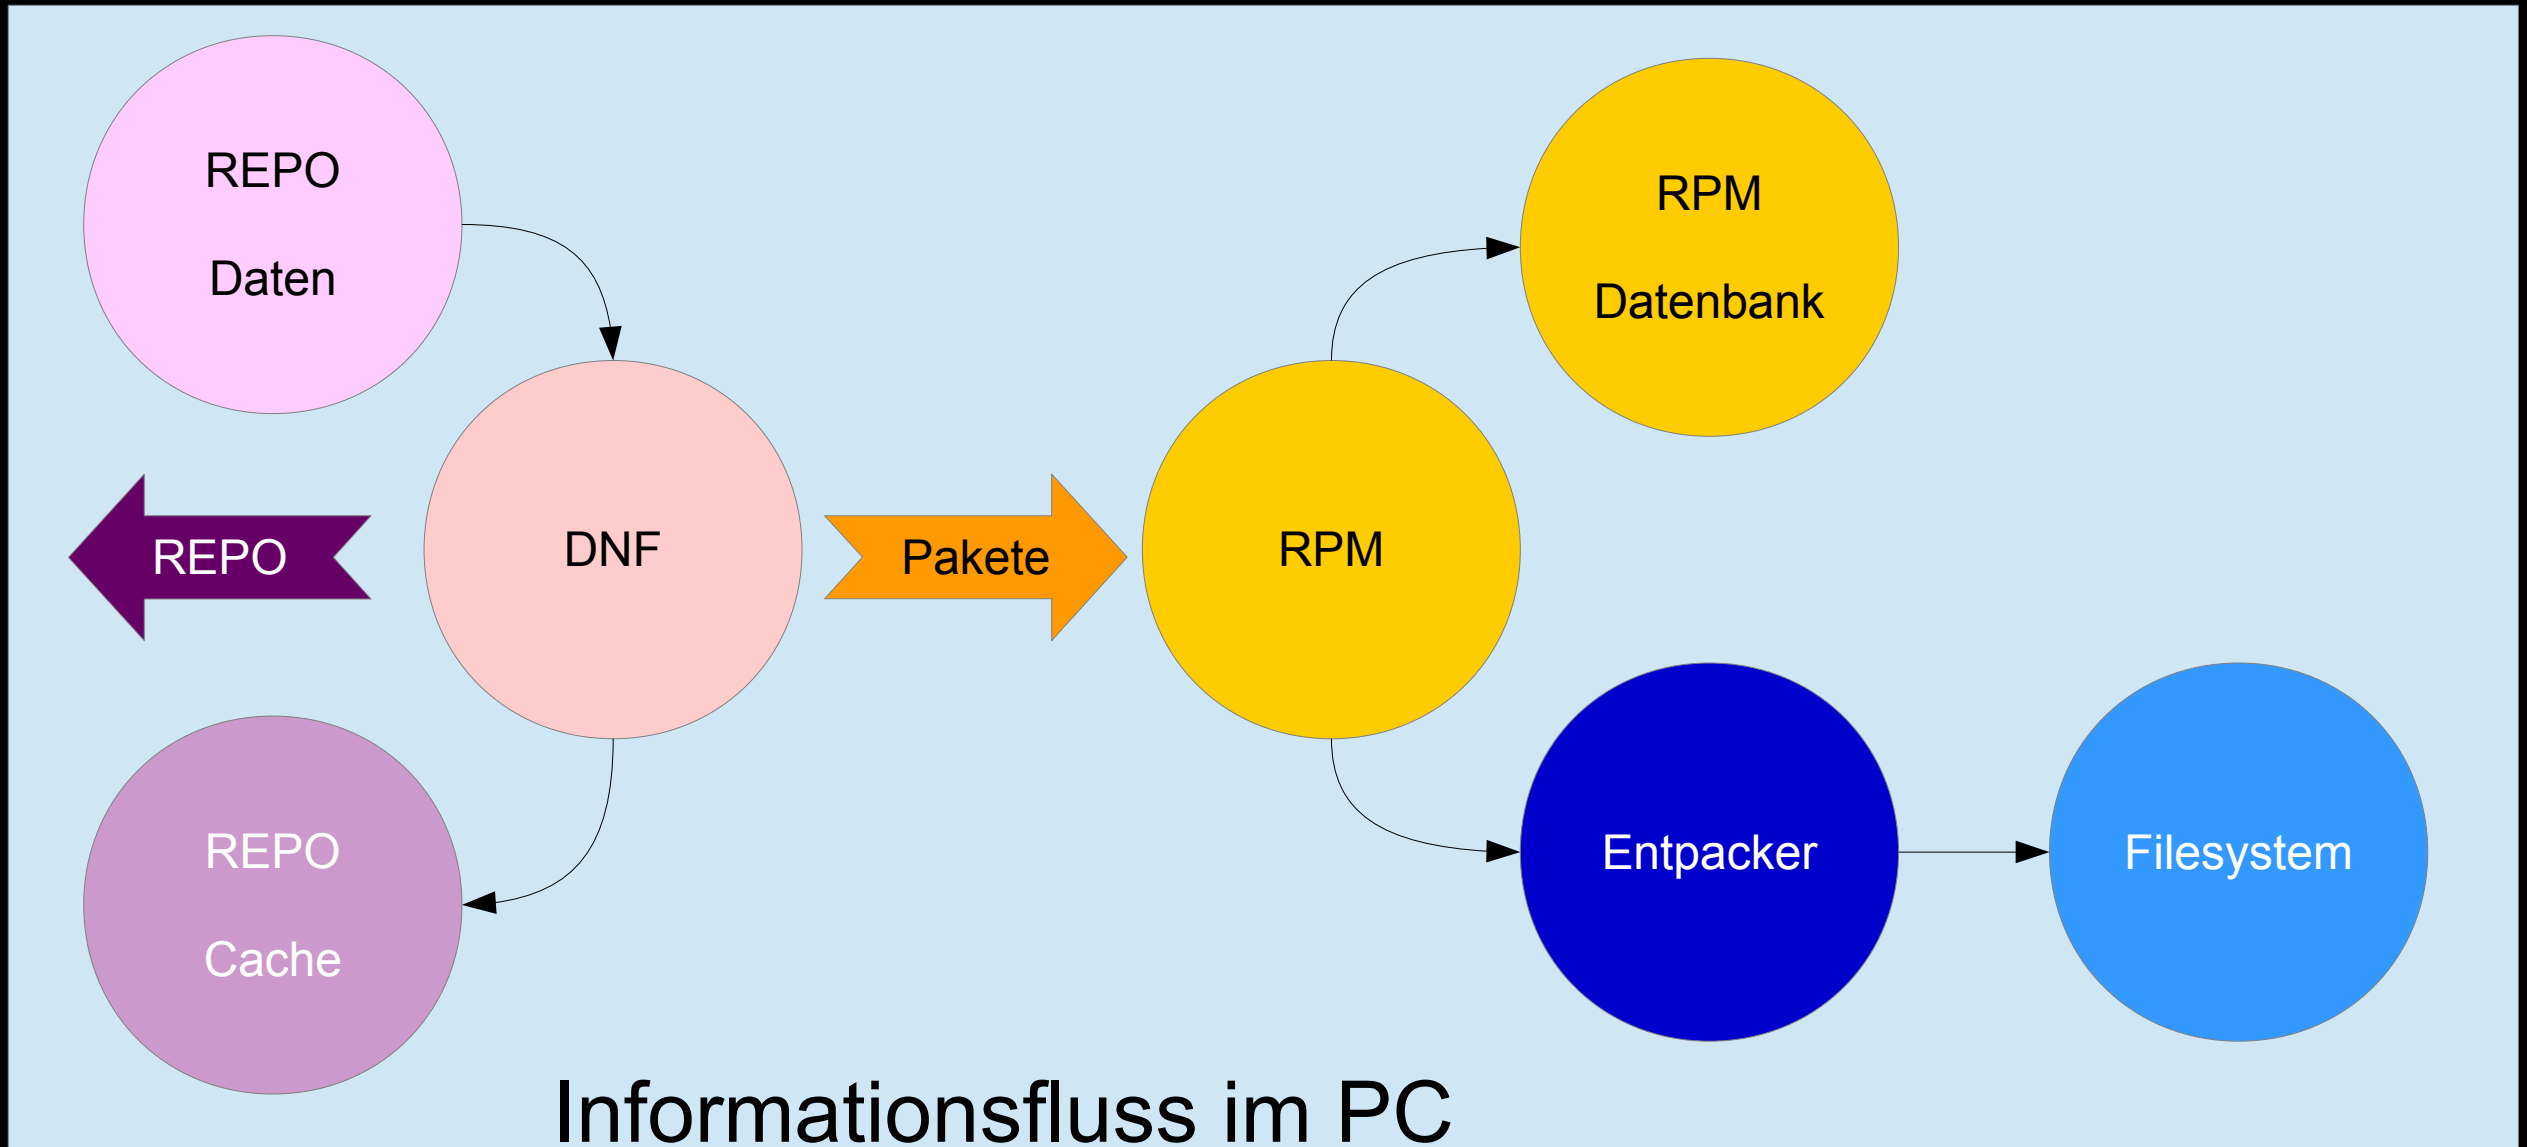 REPO
Daten
RPM
Datenbank
REPO
DNF
Pakete
RPM
REPO
Cache
Entpacker
Filesystem
Informationsfluss im PC